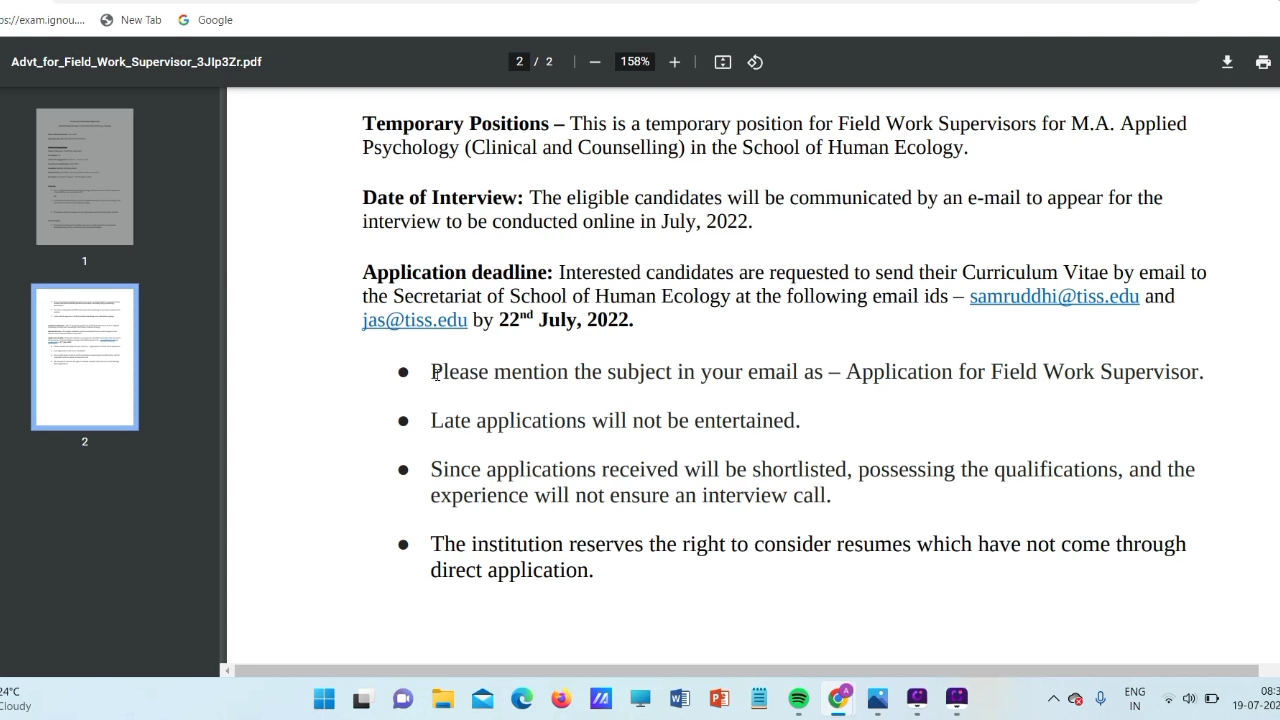 ps://exam.ignou.... New Tab Google
Advt_for_Field_Work_Supervisor_3JIp3Zr.pdf 2 / 2 158%
Temporary Positions – This is a temporary position for Field Work Supervisors for M.A. Applied
Psychology (Clinical and Counselling) in the School of Human Ecology.
Date of Interview: The eligible candidates will be communicated by an e-mail to appear for the
interview to be conducted online in July, 2022.
Application deadline: Interested candidates are requested to send their Curriculum Vitae by email to
the Secretariat of School of Human Ecology at the following email ids – samruddhi@tiss.edu and
jas@tiss.edu by 22nd July, 2022.
● Please mention the subject in your email as – Application for Field Work Supervisor.
● Late applications will not be entertained.
● Since applications received will be shortlisted, possessing the qualifications, and the
experience will not ensure an interview call.
● The institution reserves the right to consider resumes which have not come through
direct application.
1
2
24°C
Cloudy
ENG
IN
08:3
19-07-202